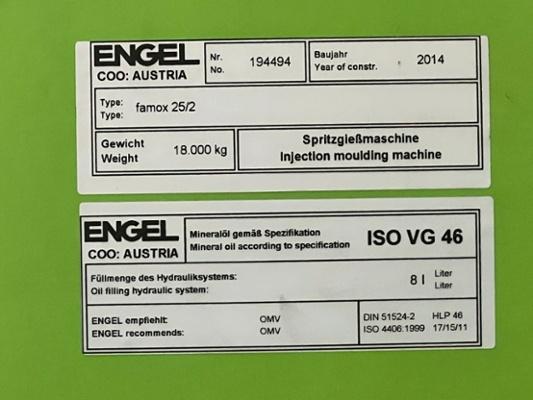 ENGEL
COO: AUSTRIA
Nr.
No. 194494
Baujahr
Year of constr. 2014
Type:
Type: famox 25/2
Gewicht
Weight 18.000 kg
Spritzgießmaschine
Injection moulding machine
ENGEL
COO: AUSTRIA
Mineralöl gemäß Spezifikation
Mineral oil according to specification ISO VG 46
Füllmenge des Hydrauliksystems:
Oil filling hydraulic system: 8 l Liter
Liter
ENGEL empfiehlt: OMV
ENGEL recommends: OMV
DIN 51524-2 HLP 46
ISO 4406:1999 17/15/11